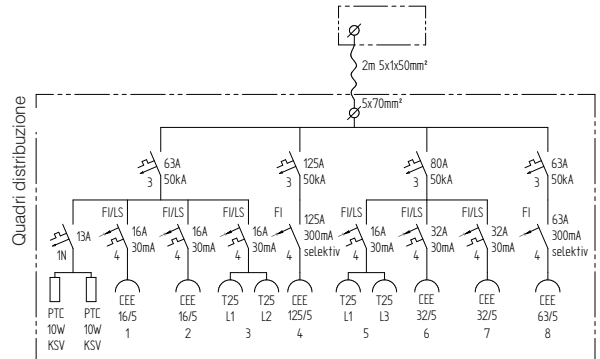 2m 5x1x50mm²
5x70mm²
Quadri distribuzione
63A 50kA 3
125A 50kA 3
80A 50kA 3
63A 50kA 3
13A 1N
FI/LS 16A 30mA 4
FI/LS 16A 30mA 4
FI/LS 16A 30mA 4
FI 125A 300mA selektiv 4
FI/LS 16A 30mA 4
FI/LS 32A 30mA 4
FI/LS 32A 30mA 4
FI 63A 300mA selektiv 4
PTC 10W KSV
PTC 10W KSV
CEE 16/5 1
CEE 16/5 2
T25 L1
T25 L2
3
CEE 125/5 4
T25 L1
T25 L3
5
CEE 32/5 6
CEE 32/5 7
CEE 63/5 8